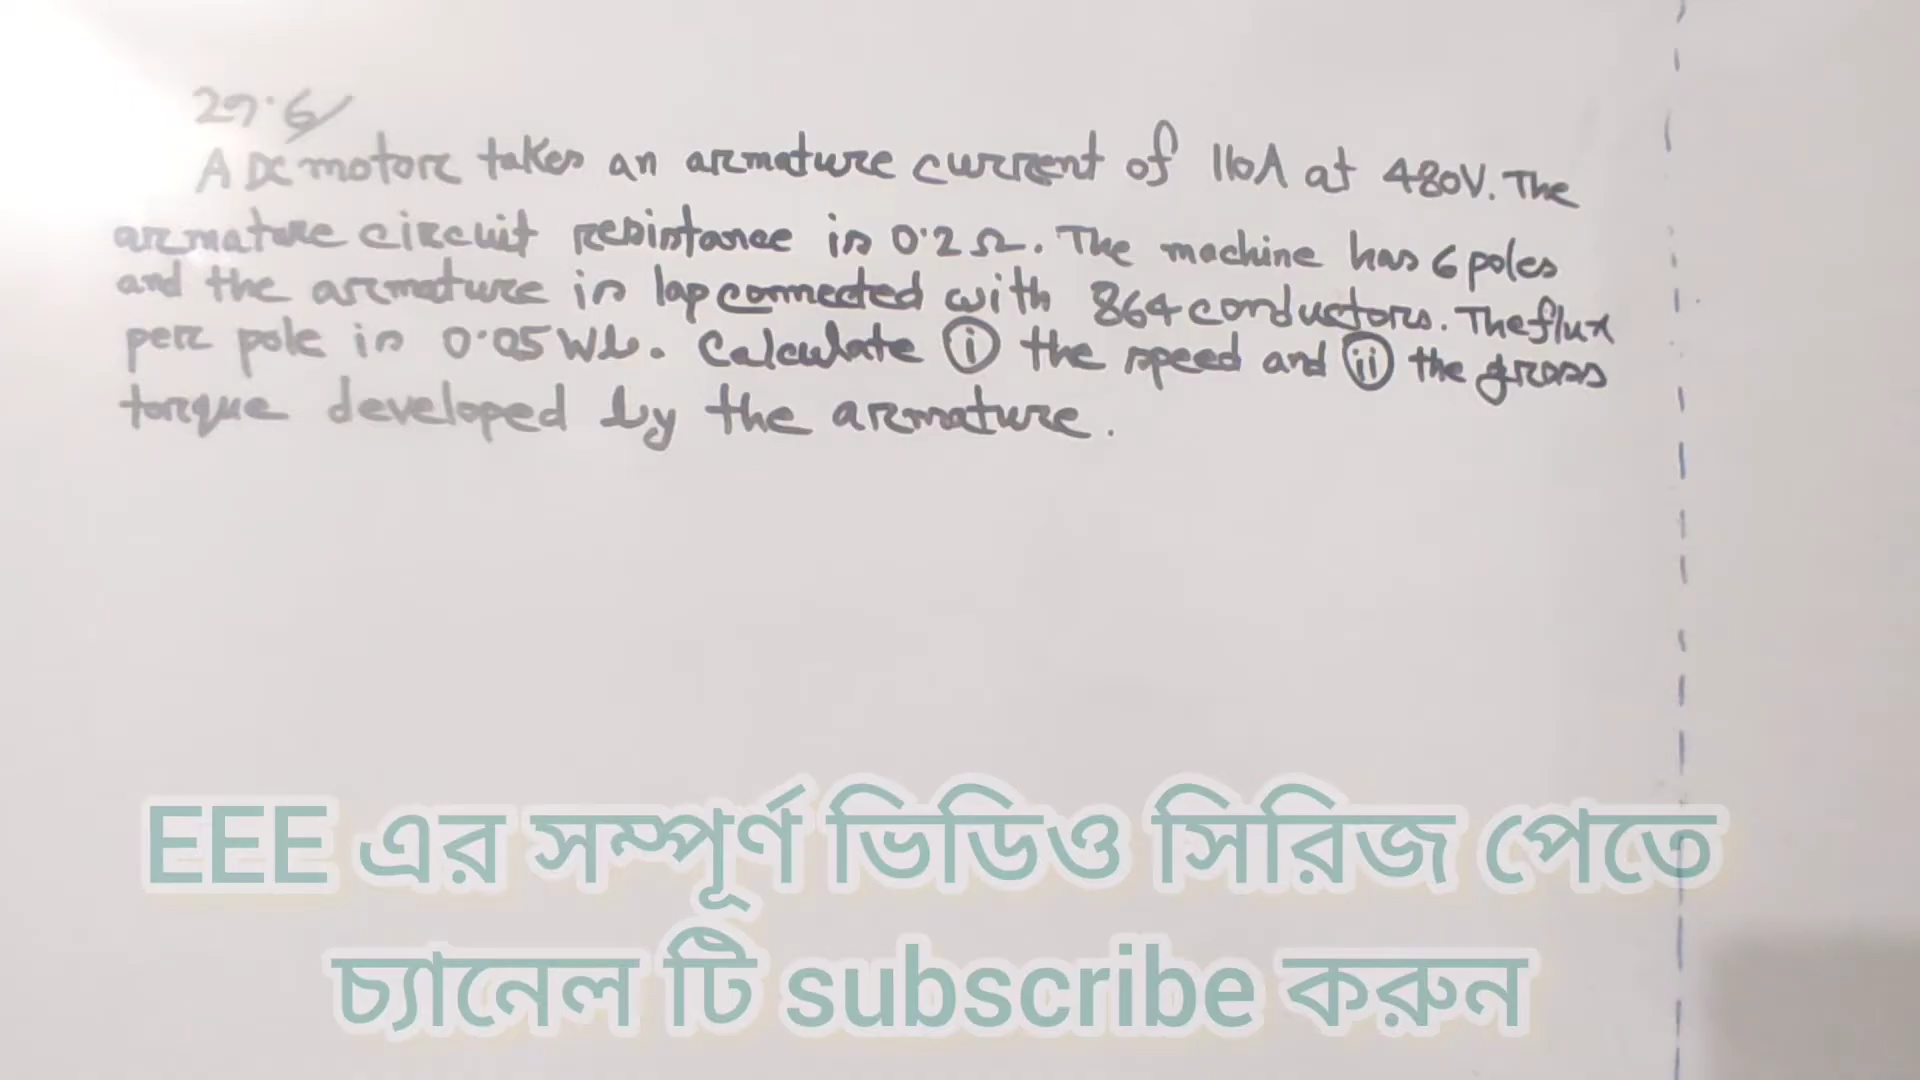 29.6
A DC motor takes an armature current of 110A at 480V. The
armature circuit resistance is 0.2 Ω. The machine has 6 poles
and the armature is lap connected with 864 conductors. The flux
per pole is 0.05 Wb. Calculate (i) the speed and (ii) the gross
torque developed by the armature.
EEE এর সম্পূর্ণ ভিডিও সিরিজ পেতে
চ্যানেল টি subscribe করুন